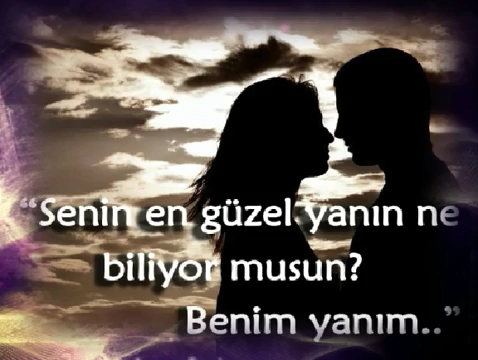 “Senin en güzel yanın ne
biliyor musun?
Benim yanım..”